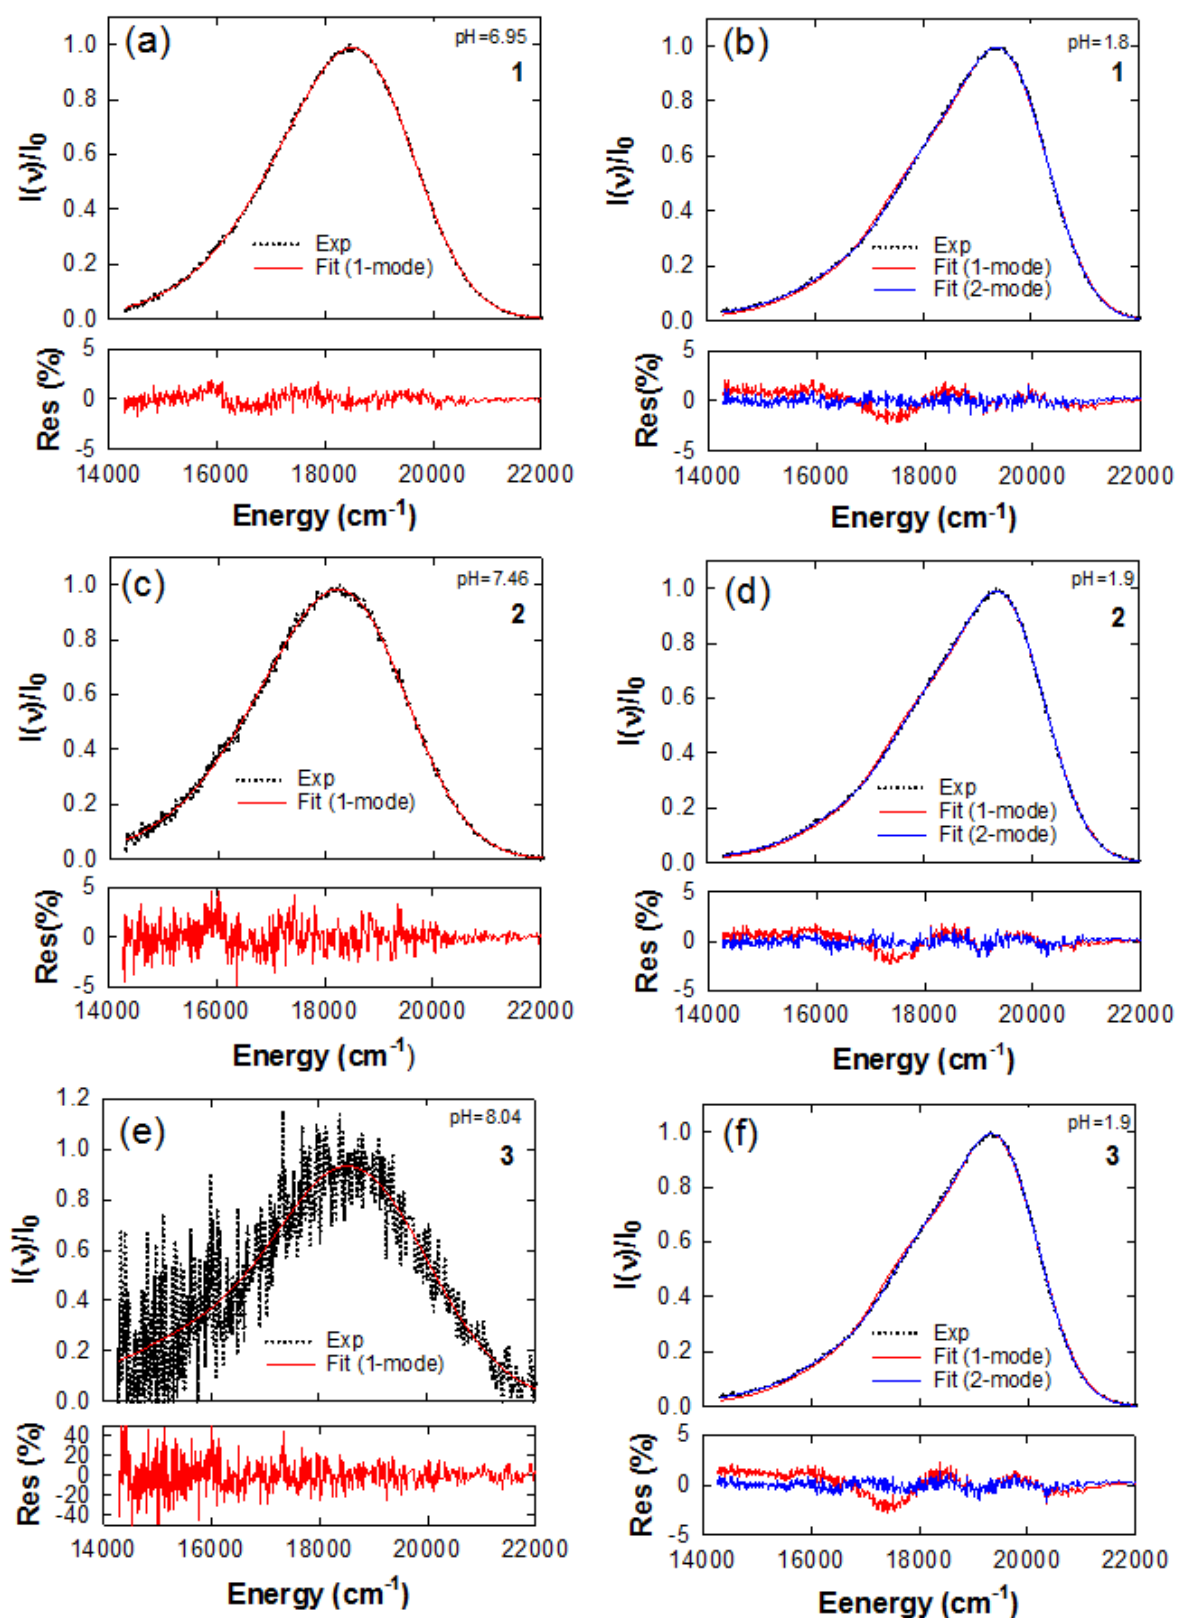 (a)
pH=6.95
1
I(ν)/I0
1.0
0.8
0.6
0.4
0.2
0.0
Exp
Fit (1-mode)
Res (%)
5
0
-5
14000 16000 18000 20000 22000
Energy (cm-1)
(b)
pH=1.8
1
I(ν)/I0
1.0
0.8
0.6
0.4
0.2
0.0
Exp
Fit (1-mode)
Fit (2-mode)
Res(%)
5
0
-5
14000 16000 18000 20000 22000
Energy (cm-1)
(c)
pH=7.46
2
I(ν)/I0
1.0
0.8
0.6
0.4
0.2
0.0
Exp
Fit (1-mode)
Res(%)
5
0
-5
14000 16000 18000 20000 22000
Energy (cm-1)
(d)
pH=1.9
2
I(ν)/I0
1.0
0.8
0.6
0.4
0.2
0.0
Exp
Fit (1-mode)
Fit (2-mode)
Res (%)
5
0
-5
14000 16000 18000 20000 22000
Energy (cm-1)
(e)
pH=8.04
3
I(ν)/I0
1.2
1.0
0.8
0.6
0.4
0.2
0.0
Exp
Fit (1-mode)
Res (%)
40
20
0
-20
-40
14000 16000 18000 20000 22000
Energy (cm-1)
(f)
pH=1.9
3
I(ν)/I0
1.0
0.8
0.6
0.4
0.2
0.0
Exp
Fit (1-mode)
Fit (2-mode)
Res (%)
5
0
-5
14000 16000 18000 20000 22000
Eenergy (cm-1)